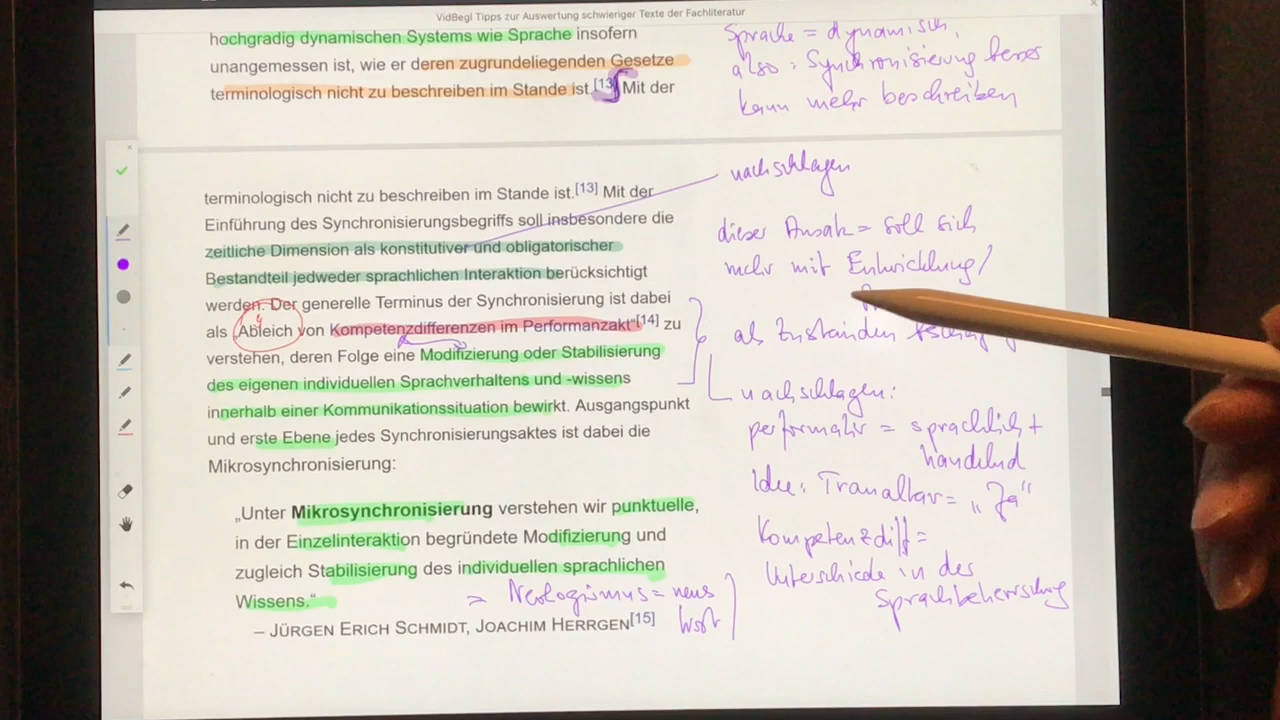 VidBegl Tipps zur Auswertung schwieriger Texte der Fachliteratur
hochgradig dynamischen Systems wie Sprache insofern
unangemessen ist, wie er deren zugrundeliegenden Gesetze
terminologisch nicht zu beschreiben im Stande ist.[13] Mit der
Sprache = dynamisch,
also: Synchronisierung besser
kann mehr beschreiben
terminologisch nicht zu beschreiben im Stande ist.[13] Mit der
Einführung des Synchronisierungsbegriffs soll insbesondere die
zeitliche Dimension als konstitutiver und obligatorischer
Bestandteil jedweder sprachlichen Interaktion berücksichtigt
werden. Der generelle Terminus der Synchronisierung ist dabei
als Ableich von Kompetenzdifferenzen im Performanzakt“[14] zu
verstehen, deren Folge eine Modifizierung oder Stabilisierung
des eigenen individuellen Sprachverhaltens und -wissens
innerhalb einer Kommunikationssituation bewirkt. Ausgangspunkt
und erste Ebene jedes Synchronisierungsaktes ist dabei die
Mikrosynchronisierung:
„Unter Mikrosynchronisierung verstehen wir punktuelle,
in der Einzelinteraktion begründete Modifizierung und
zugleich Stabilisierung des individuellen sprachlichen
Wissens.“
– JÜRGEN ERICH SCHMIDT, JOACHIM HERRGEN[15]
g
nachschlagen
dieser Ansatz = soll sich
mehr mit Entwicklung/
als Zuständen
nachschlagen:
performativ = sprachlich +
handelnd
Idee: Traualtar = „Ja“
Kompetenzdiff =
Unterschiede in der
Sprachbeherrschung
= Neologismus = neues
Wort